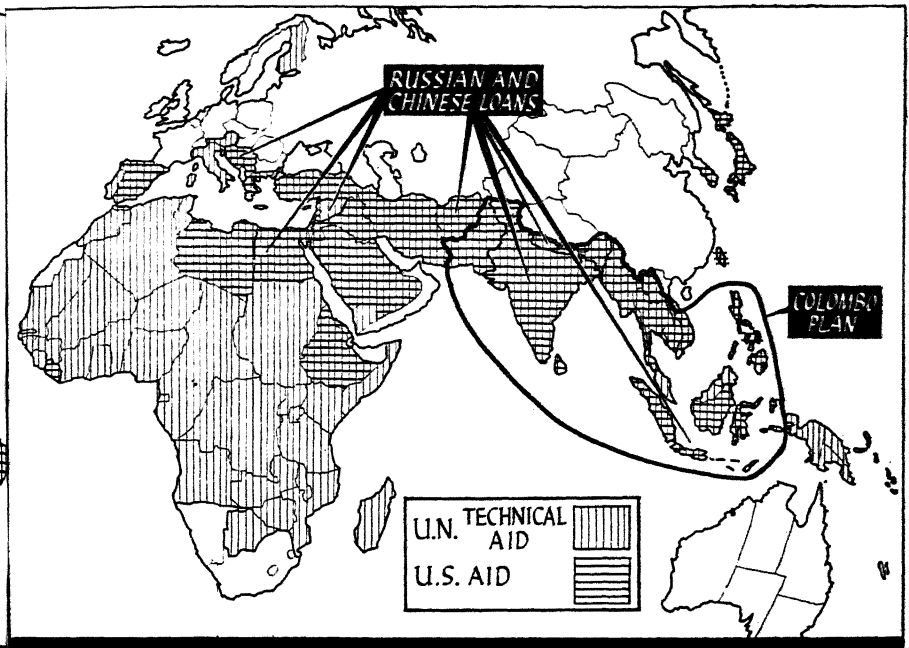 RUSSIAN AND
CHINESE LOANS
COLOMBO
PLAN
U.N. TECHNICAL
AID
U.S. AID